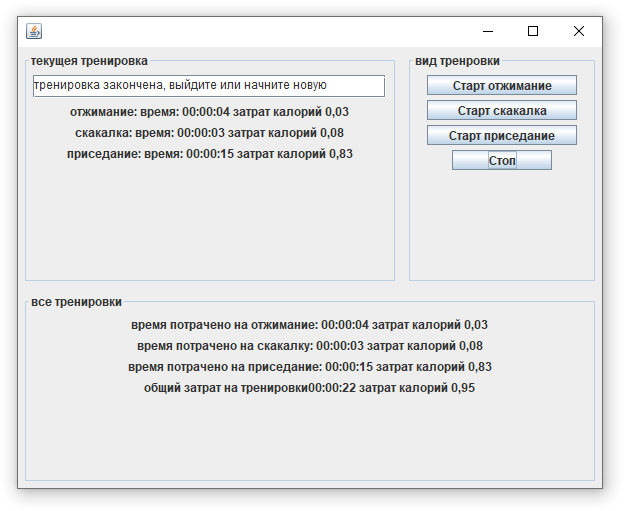 текущея тренировка
тренировка закончена, выйдите или начните новую
отжимание: время: 00:00:04 затрат калорий 0,03
скакалка: время: 00:00:03 затрат калорий 0,08
приседание: время: 00:00:15 затрат калорий 0,83
вид тренровки
Старт отжимание
Старт скакалка
Старт приседание
Стоп
все тренировки
время потрачено на отжимание: 00:00:04 затрат калорий 0,03
время потрачено на скакалку: 00:00:03 затрат калорий 0,08
время потрачено на приседание: 00:00:15 затрат калорий 0,83
общий затрат на тренировки00:00:22 затрат калорий 0,95